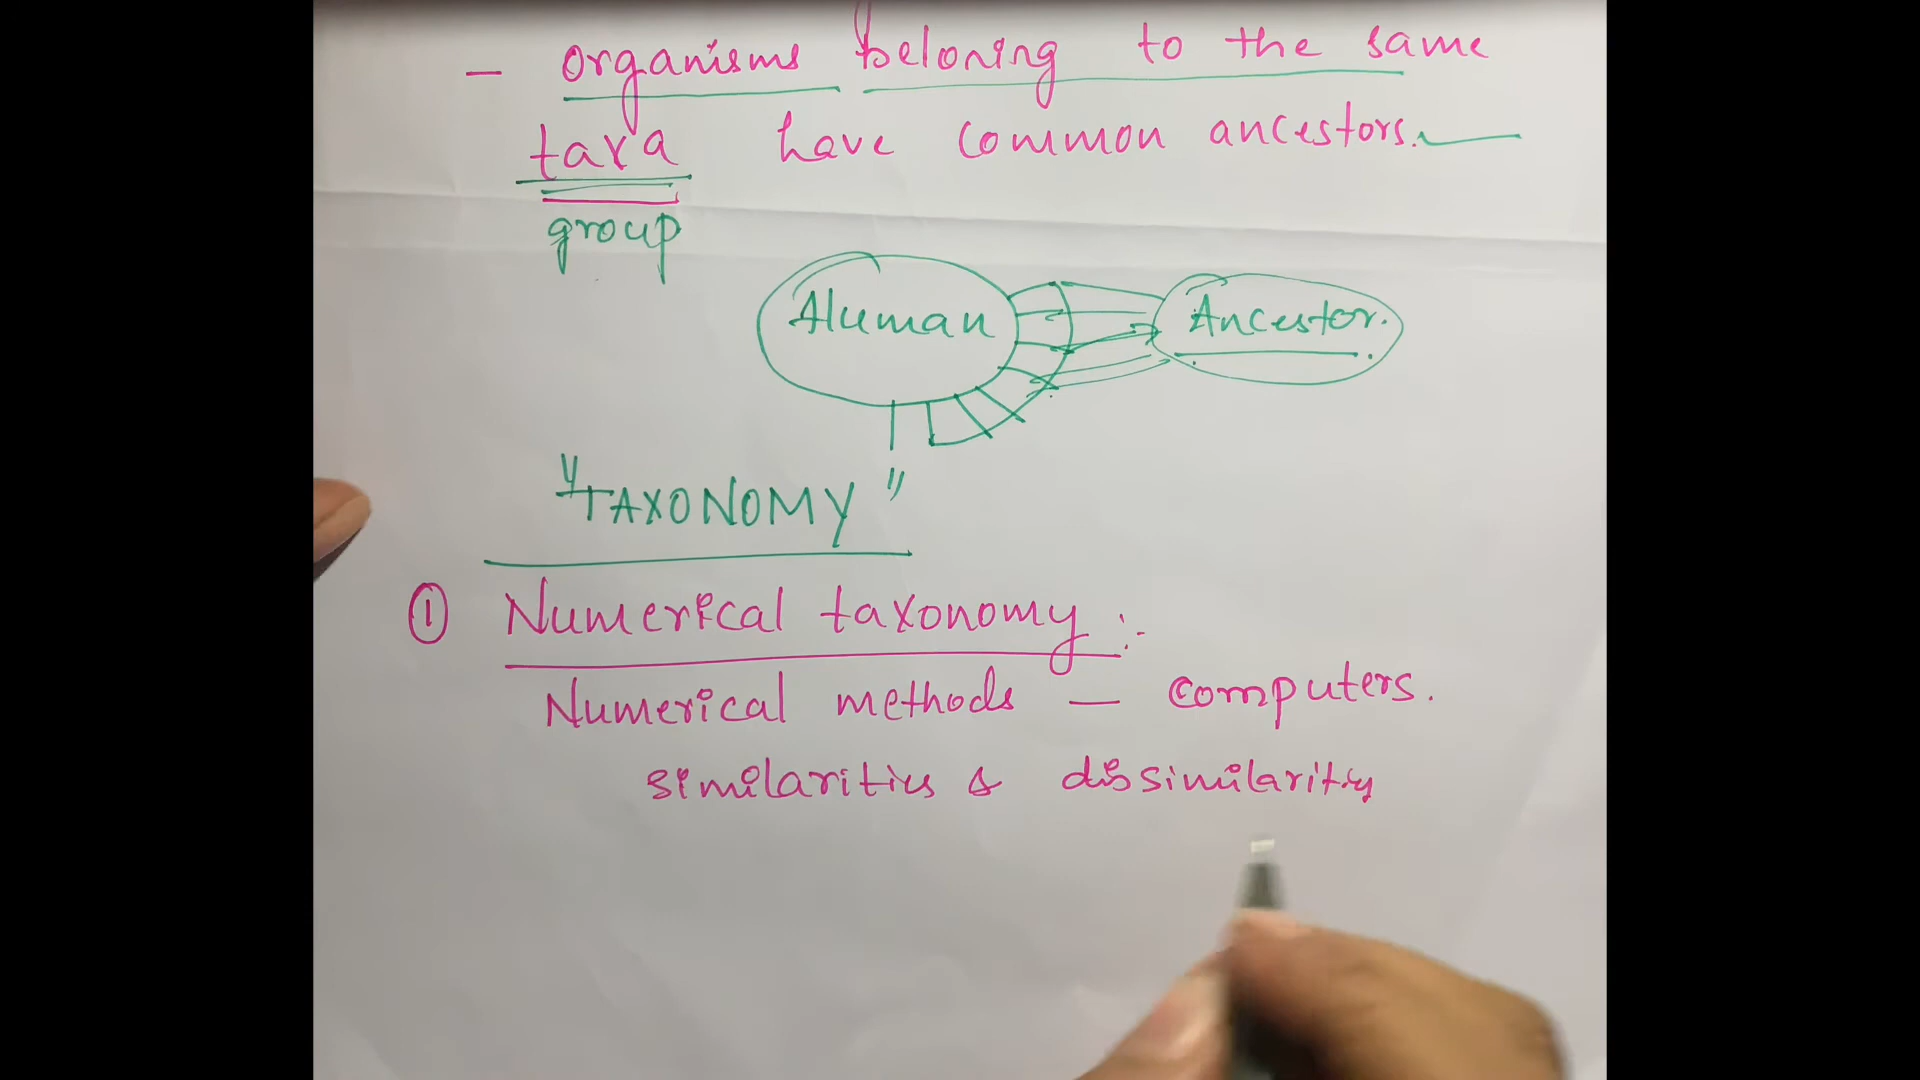 - organisms beloning to the same
taxa have common ancestors.
group
Human Ancestor.
"TAXONOMY"
① Numerical taxonomy :-
Numerical methods - computers.
similarities & dissimilarity